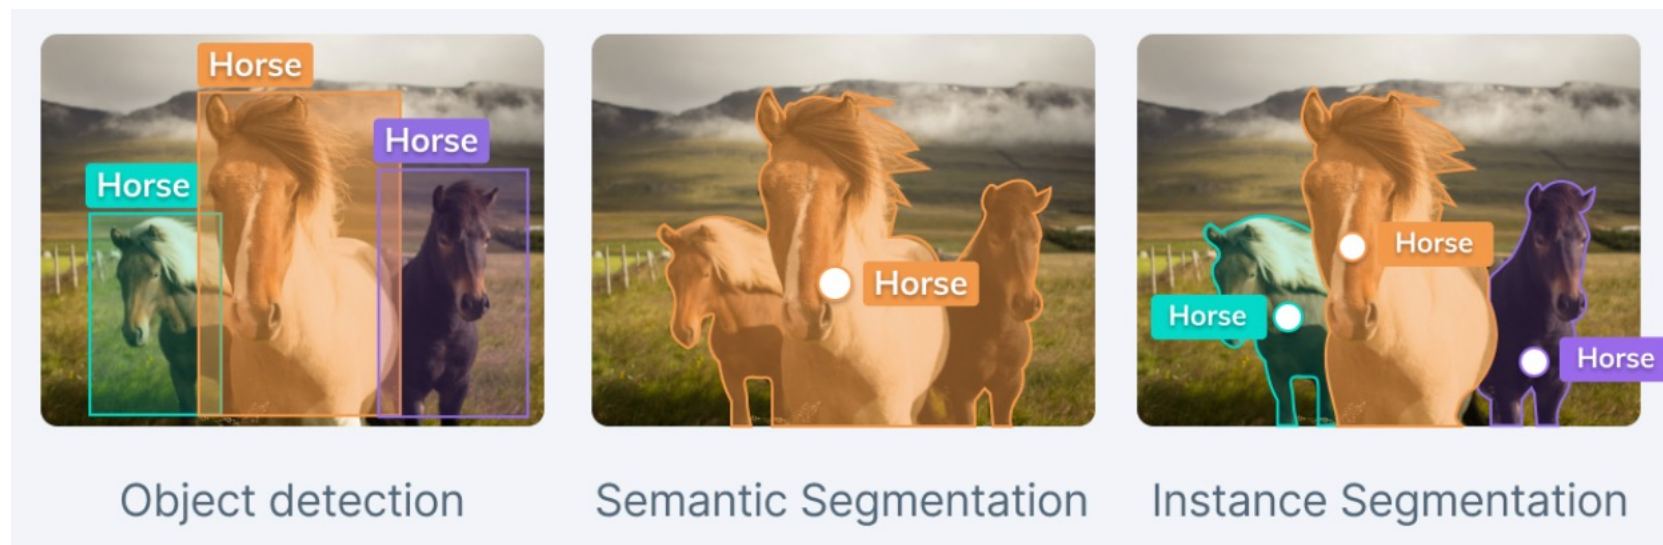 Horse
Horse
Horse
Object detection
Horse
Semantic Segmentation
Horse
Horse
Horse
Instance Segmentation